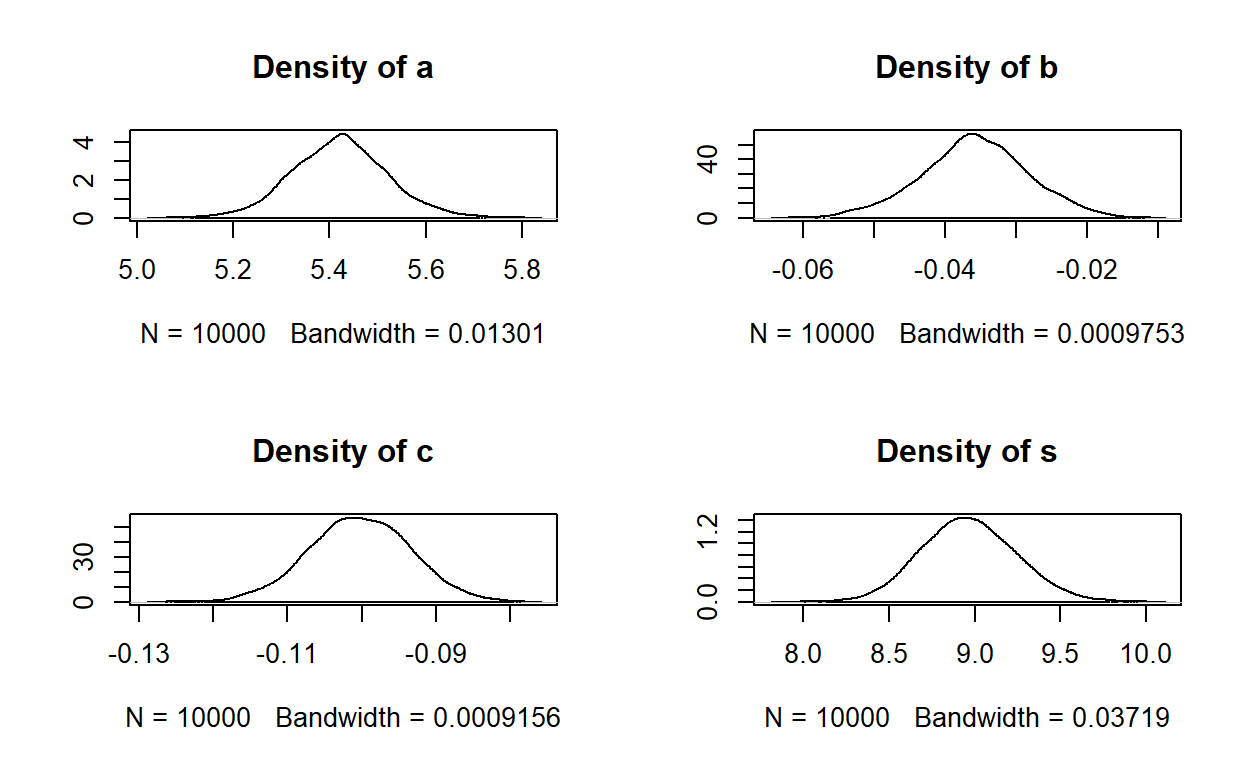 Density of a
4
2
0
5.0 5.2 5.4 5.6 5.8
N = 10000 Bandwidth = 0.01301
Density of b
40
0
-0.06 -0.04 -0.02
N = 10000 Bandwidth = 0.0009753
Density of c
30
0
-0.13 -0.11 -0.09
N = 10000 Bandwidth = 0.0009156
Density of s
1.2
0.0
8.0 8.5 9.0 9.5 10.0
N = 10000 Bandwidth = 0.03719